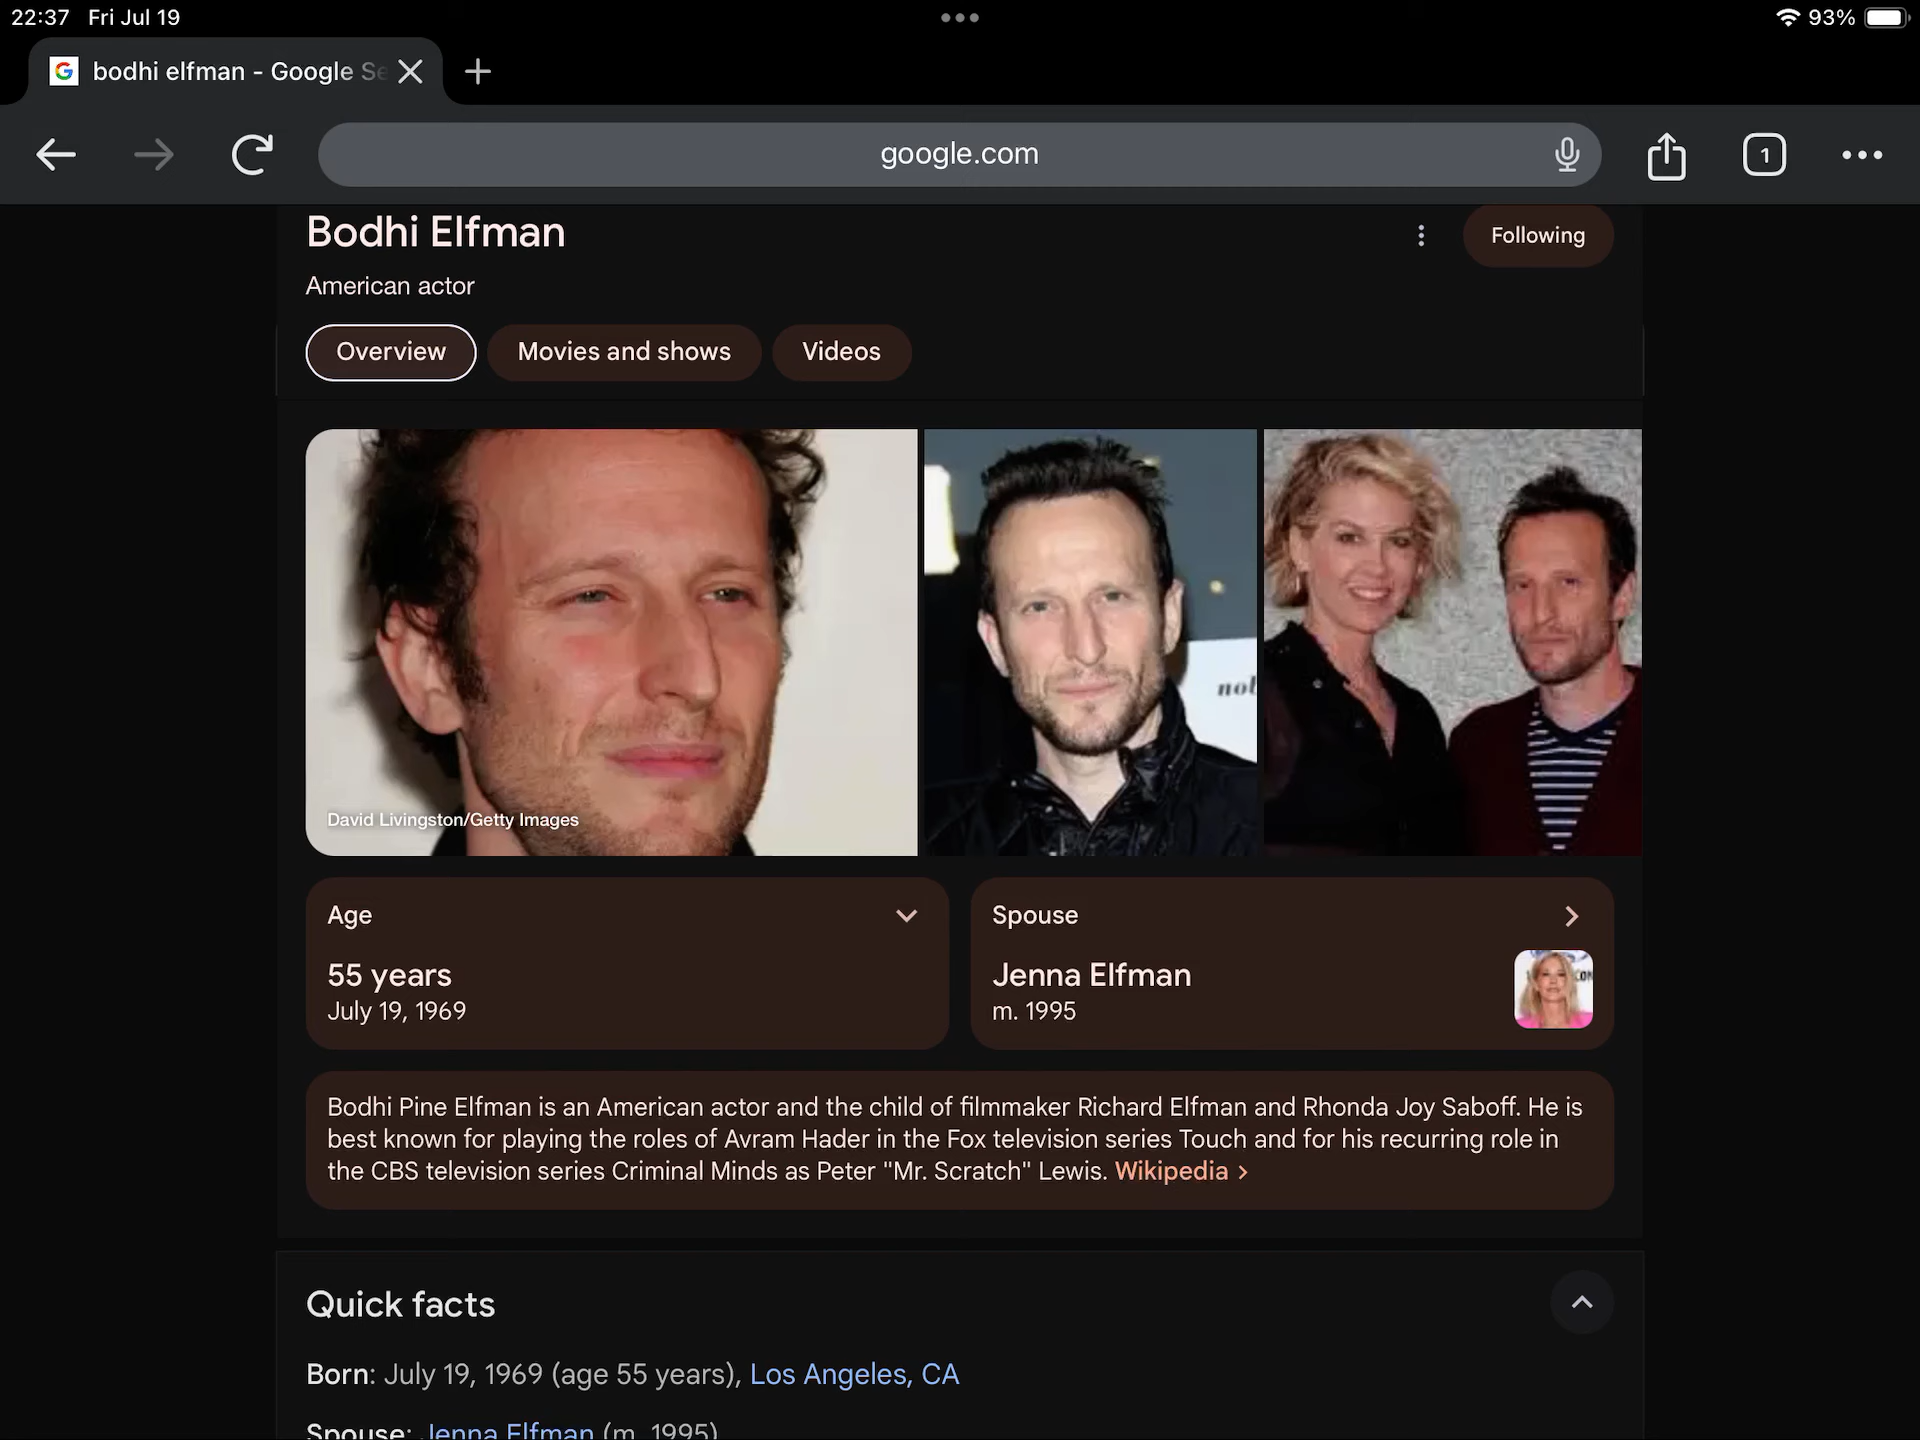 22:37 Fri Jul 19
93%
bodhi elfman - Google Se
google.com
1
Bodhi Elfman
Following
American actor
Overview
Movies and shows
Videos
nol
David Livingston/Getty Images
Age
55 years
July 19, 1969
Spouse
Jenna Elfman
m. 1995
Bodhi Pine Elfman is an American actor and the child of filmmaker Richard Elfman and Rhonda Joy Saboff. He is
best known for playing the roles of Avram Hader in the Fox television series Touch and for his recurring role in
the CBS television series Criminal Minds as Peter "Mr. Scratch" Lewis. Wikipedia
Quick facts
Born: July 19, 1969 (age 55 years), Los Angeles, CA
Spouse: Jenna Elfman (m. 1995)